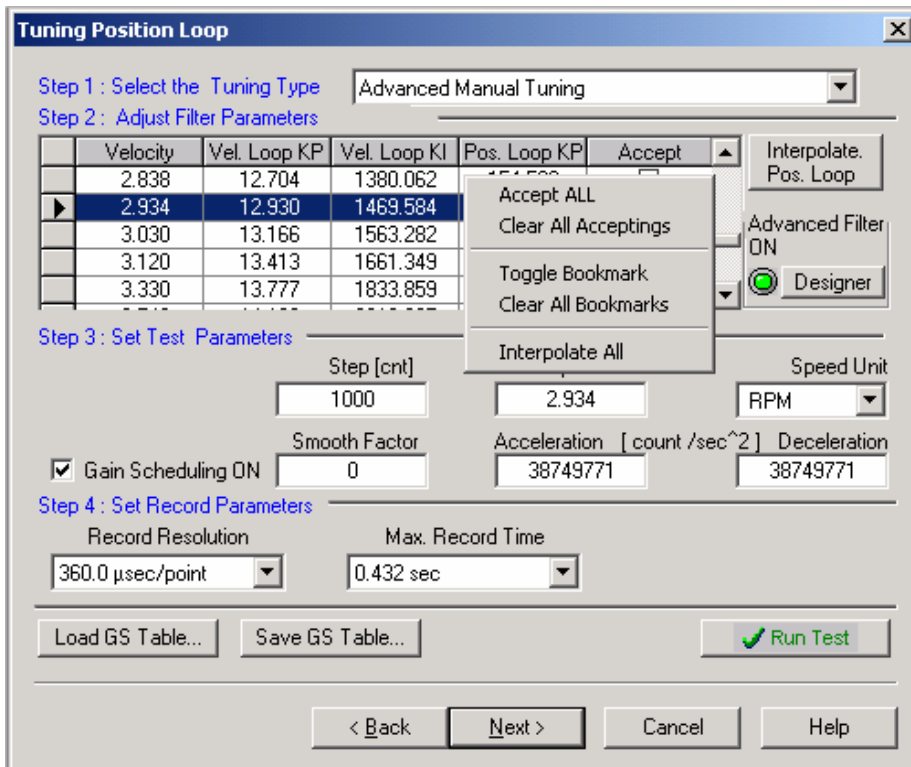 Tuning Position Loop
Step 1 : Select the Tuning Type
Advanced Manual Tuning
Step 2 : Adjust Filter Parameters
Velocity Vel. Loop KP Vel. Loop KI Pos. Loop KP Accept
2.838 12.704 1380.062
2.934 12.930 1469.584
3.030 13.166 1563.282
3.120 13.413 1661.349
3.330 13.777 1833.859
Accept ALL
Clear All Acceptings
Toggle Bookmark
Clear All Bookmarks
Interpolate All
Interpolate.
Pos. Loop
Advanced Filter
ON
Designer
Step 3 : Set Test Parameters
Step [cnt] Speed Unit
1000 2.934 RPM
Smooth Factor Acceleration [ count /sec^2 ] Deceleration
Gain Scheduling ON 0 38749771 38749771
Step 4 : Set Record Parameters
Record Resolution Max. Record Time
360.0 µsec/point 0.432 sec
Load GS Table... Save GS Table... Run Test
< Back Next > Cancel Help